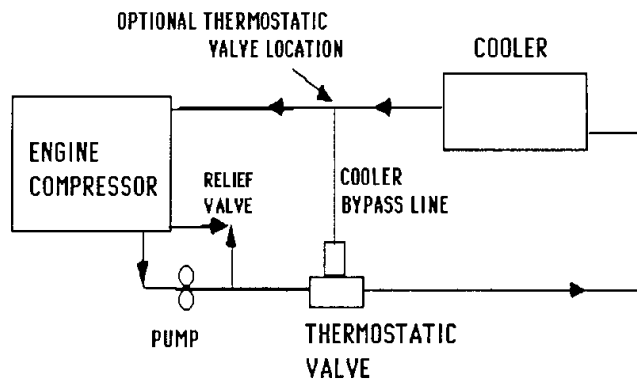 OPTIONAL THERMOSTATIC
VALVE LOCATION
COOLER
ENGINE
COMPRESSOR
RELIEF
VALVE
COOLER
BYPASS LINE
PUMP
THERMOSTATIC
VALVE